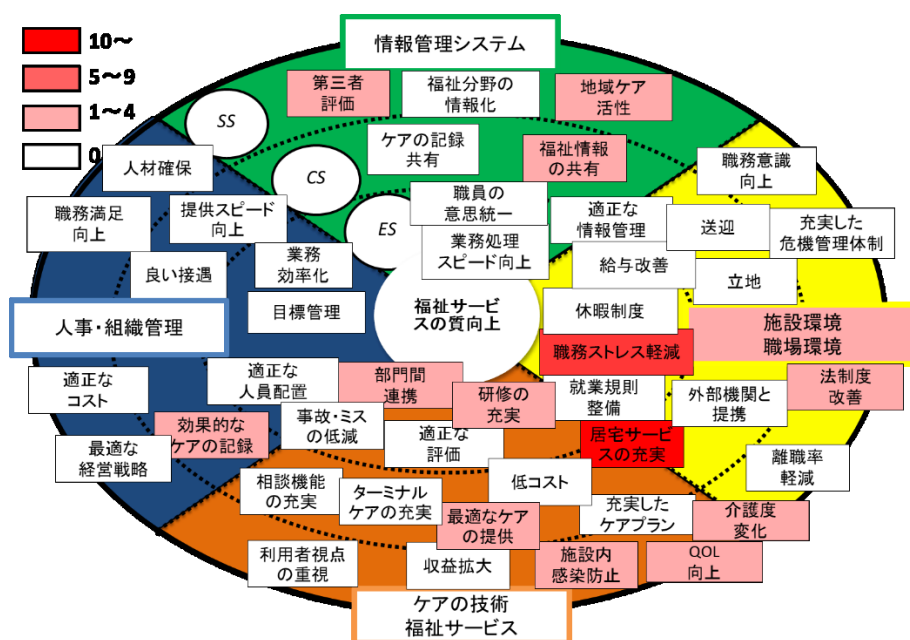 10～
5～9
1～4
0
情報管理システム
第三者
評価
福祉分野の
情報化
地域ケア
活性
SS
ケアの記録
共有
福祉情報
の共有
人材確保
職務意識
向上
CS
職員の
意思統一
職務満足
向上
提供スピード
向上
ES
適正な
情報管理
送迎
充実した
危機管理体制
業務処理
スピード向上
業務
効率化
良い接遇
給与改善
立地
目標管理
福祉サービ
スの質向上
休暇制度
人事・組織管理
施設環境
職場環境
職務ストレス軽減
適正な
コスト
適正な
人員配置
部門間
連携
研修の
充実
就業規則
整備
外部機関と
提携
法制度
改善
効果的な
ケアの記録
事故・ミス
の低減
適正な
評価
居宅サービ
スの充実
最適な
経営戦略
離職率
軽減
相談機能
の充実
ターミナル
ケアの充実
低コスト
充実した
ケアプラン
最適なケア
の提供
介護度
変化
利用者視点
の重視
収益拡大
施設内
感染防止
QOL
向上
ケアの技術
福祉サービス